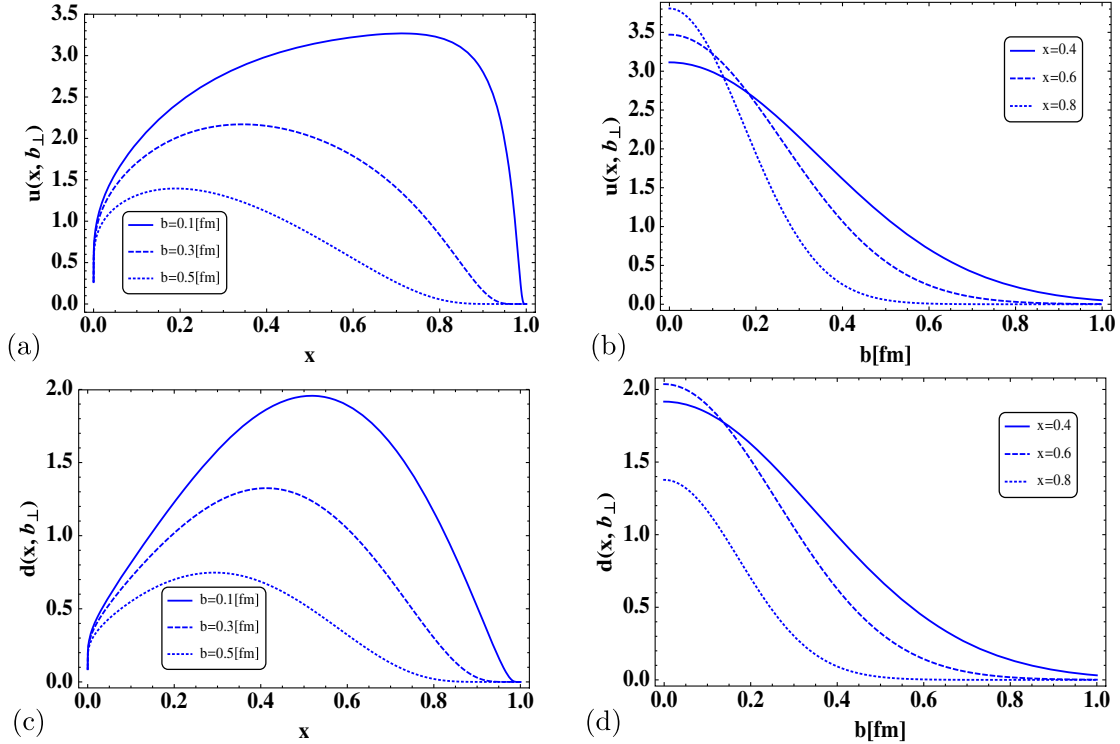 3.5
3.0
2.5
2.0
1.5
1.0
0.5
0.0
u(x, b⊥)
b=0.1[fm]
b=0.3[fm]
b=0.5[fm]
0.0 0.2 0.4 0.6 0.8 1.0
x
(a)
3.5
3.0
2.5
2.0
1.5
1.0
0.5
0.0
u(x, b⊥)
x=0.4
x=0.6
x=0.8
0.0 0.2 0.4 0.6 0.8 1.0
b[fm]
(b)
2.0
1.5
1.0
0.5
0.0
d(x, b⊥)
b=0.1[fm]
b=0.3[fm]
b=0.5[fm]
0.0 0.2 0.4 0.6 0.8 1.0
x
(c)
2.0
1.5
1.0
0.5
0.0
d(x, b⊥)
x=0.4
x=0.6
x=0.8
0.0 0.2 0.4 0.6 0.8 1.0
b[fm]
(d)